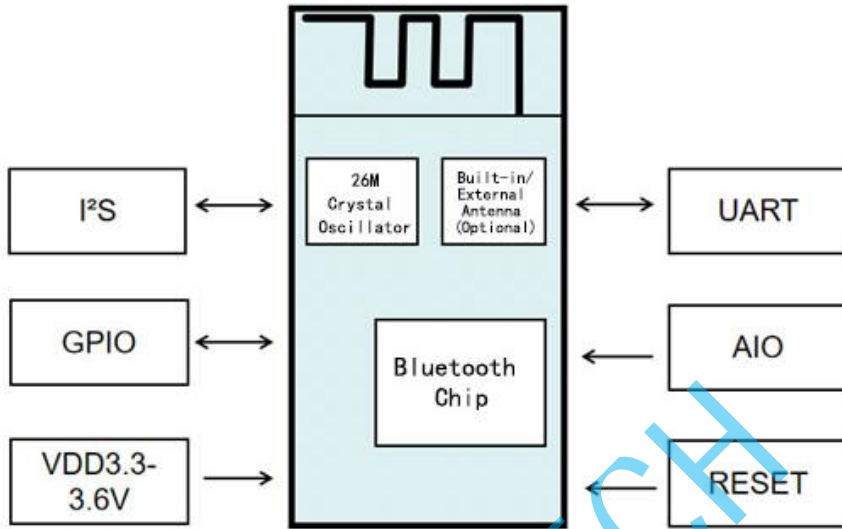 I²S
GPIO
VDD3.3-
3.6V
26M
Crystal
Oscillator
Built-in/
External
Antenna
(Optional)
Bluetooth
Chip
UART
AIO
RESET
CH